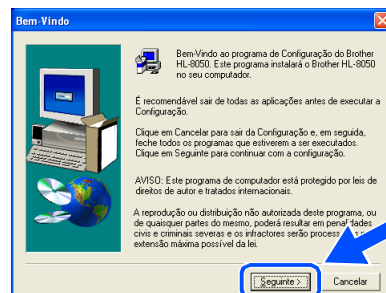 Bem-Vindo
Bem-Vindo ao programa de Configuração do Brother
HL-8050. Este programa instalará o Brother HL-8050
no seu computador.
É recomendável sair de todas as aplicações antes de executar a
Configuração.
Clique em Cancelar para sair da Configuração e, em seguida,
feche todos os programas que estiverem a ser executados.
Clique em Seguinte para continuar com a configuração.
AVISO: Este programa de computador está protegido por leis de
direitos de autor e tratados internacionais.
A reprodução ou distribuição não autorizada deste programa, ou
de quaisquer partes do mesmo, poderá resultar em penalidades
civis e criminais severas e os infractores serão
extensão máxima possível da lei.
Seguinte > Cancelar